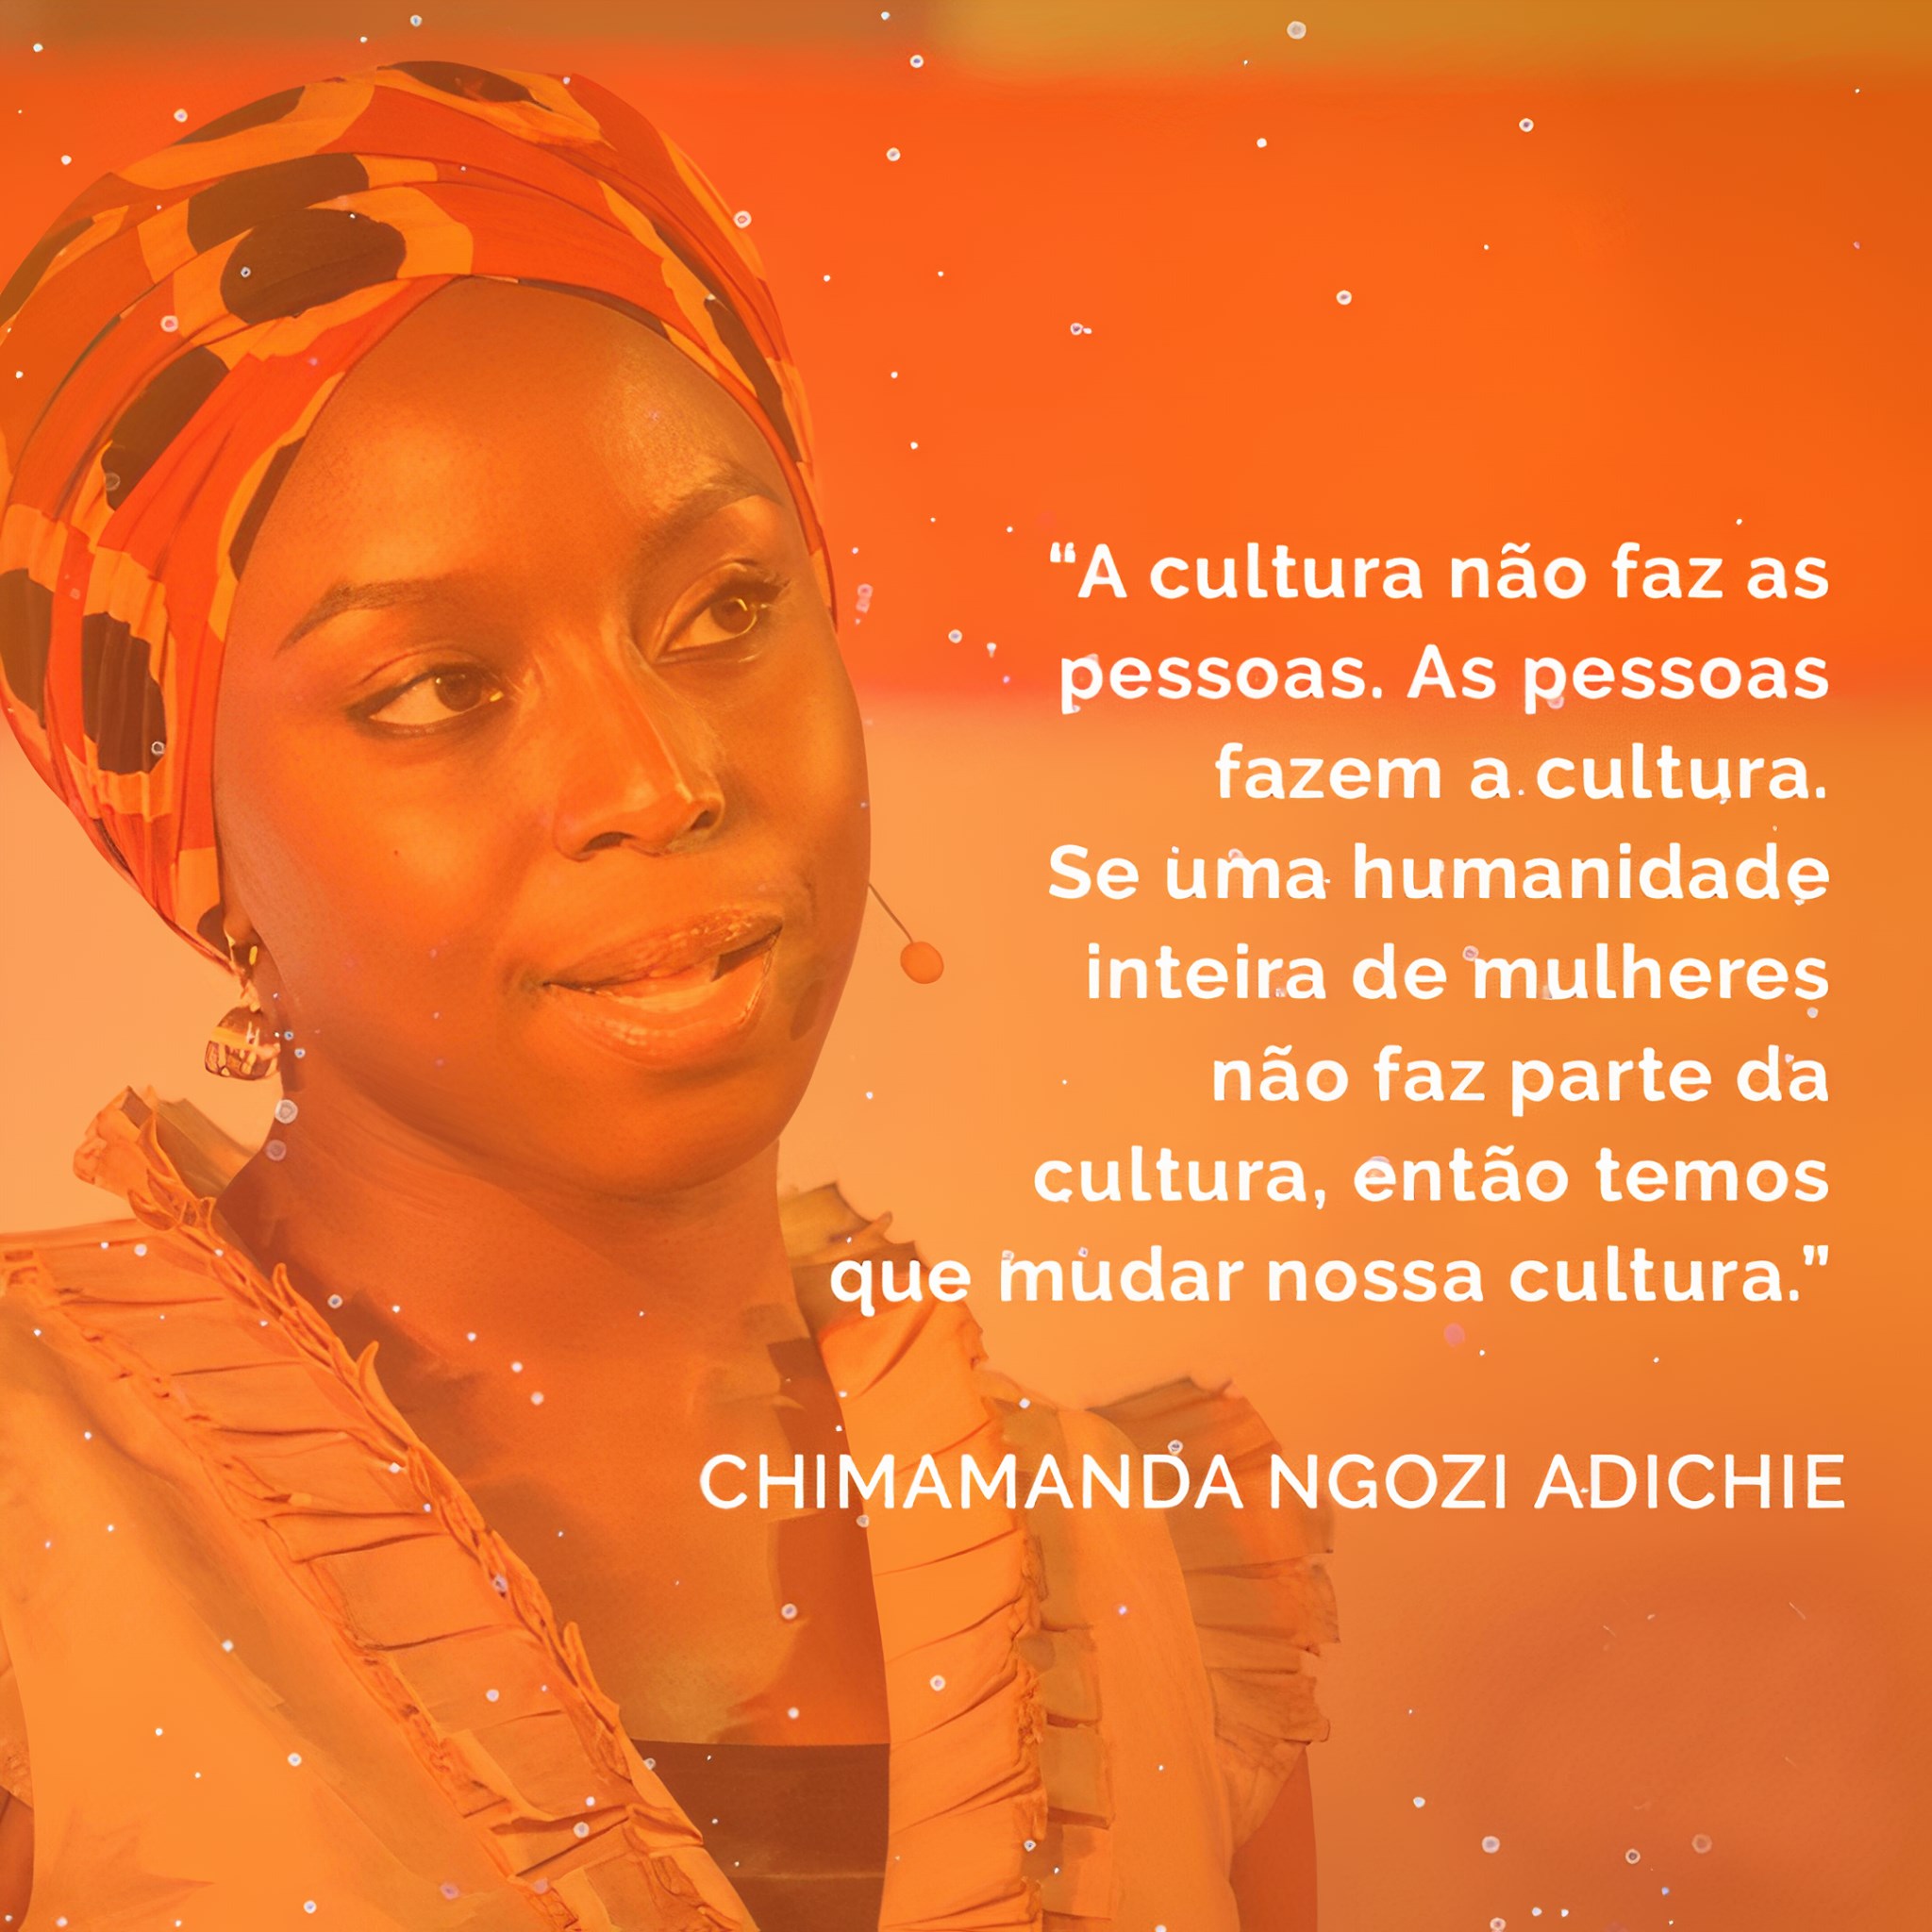 “A cultura não faz as
pessoas. As pessoas
fazem a cultura.
Se uma humanidade
inteira de mulheres
não faz parte da
cultura, então temos
que mudar nossa cultura.”
CHIMAMANDA NGOZI ADICHIE